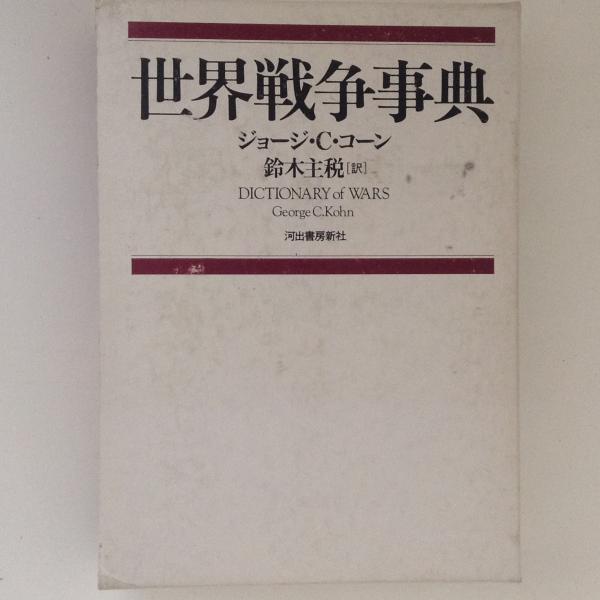 世界戦争事典
ジョージ・C・コーン
鈴木主税[訳]
DICTIONARY of WARS
George C.Kohn
河出書房新社